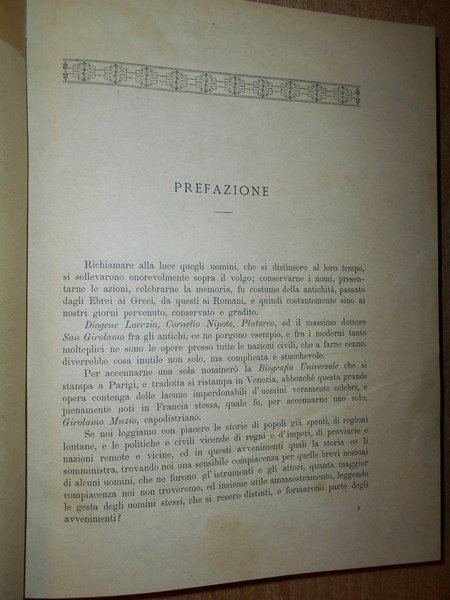 PREFAZIONE
Richiamare alla luce quegli uomini, che si distinsero al loro tempo,
si sollevarono onorevolmente sopra il volgo; conservarne i nomi, presen-
tarne le azioni, celebrarne la memoria, fu costume della antichità, passato
dagli Ebrei ai Greci, da questi ai Romani, e quindi costantemente sino ai
nostri giorni pervenuto, conservato e gradito.
Diogene Laerzio, Cornelio Nipote, Plutarco, ed il massimo dottore
San Girolamo fra gli antichi, ce ne porgono esempio, e fra i moderni tanto
molteplici ne sono le opere presso tutte le nazioni civili, che a farne cenno,
diverrebbe cosa inutile non solo, ma complicata e stucchevole.
Per accennarne una sola nominerò la Biografia Universale che si
stampa a Parigi, e tradotta si ristampa in Venezia, abbenchè questa grande
opera contenga delle lacune imperdonabili d'uomini veramente celebri, e
pienamente noti in Francia stessa, quale fu, per accennarne uno solo,
Girolamo Muzio, capodistriano.
Se noi leggiamo con piacere le storie di popoli già spenti, di regioni
lontane, e le politiche e civili vicende di regni e d'imperi, di provincie e
nazioni remote e vicine, ed in questi avvenimenti quali la storia ce li
somministra, trovando noi una sensibile compiacenza per quelle brevi nozioni
di alcuni uomini, che ne furono gl'istrumenti e gli attori, quanta maggior
compiacenza noi non troveremo, ed insieme utile ammaestramento, leggendo
le gesta degli uomini stessi, che si resero distinti, e formarono parte degli
avvenimenti?